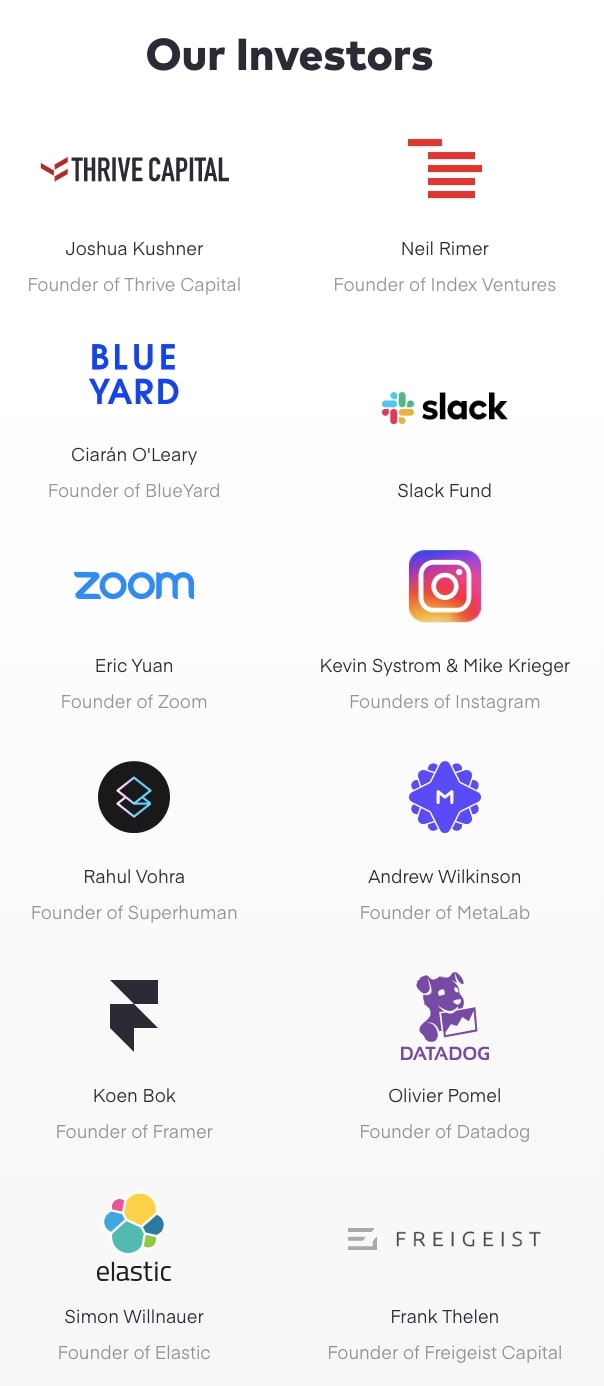 Our Investors
THRIVE CAPITAL
Joshua Kushner
Founder of Thrive Capital
Neil Rimer
Founder of Index Ventures
BLUE
YARD
Ciarán O'Leary
Founder of BlueYard
slack
Slack Fund
zoom
Eric Yuan
Founder of Zoom
Kevin Systrom & Mike Krieger
Founders of Instagram
Rahul Vohra
Founder of Superhuman
M
Andrew Wilkinson
Founder of MetaLab
Koen Bok
Founder of Framer
DATADOG
Olivier Pomel
Founder of Datadog
elastic
Simon Willnauer
Founder of Elastic
FREIGEIST
Frank Thelen
Founder of Freigeist Capital